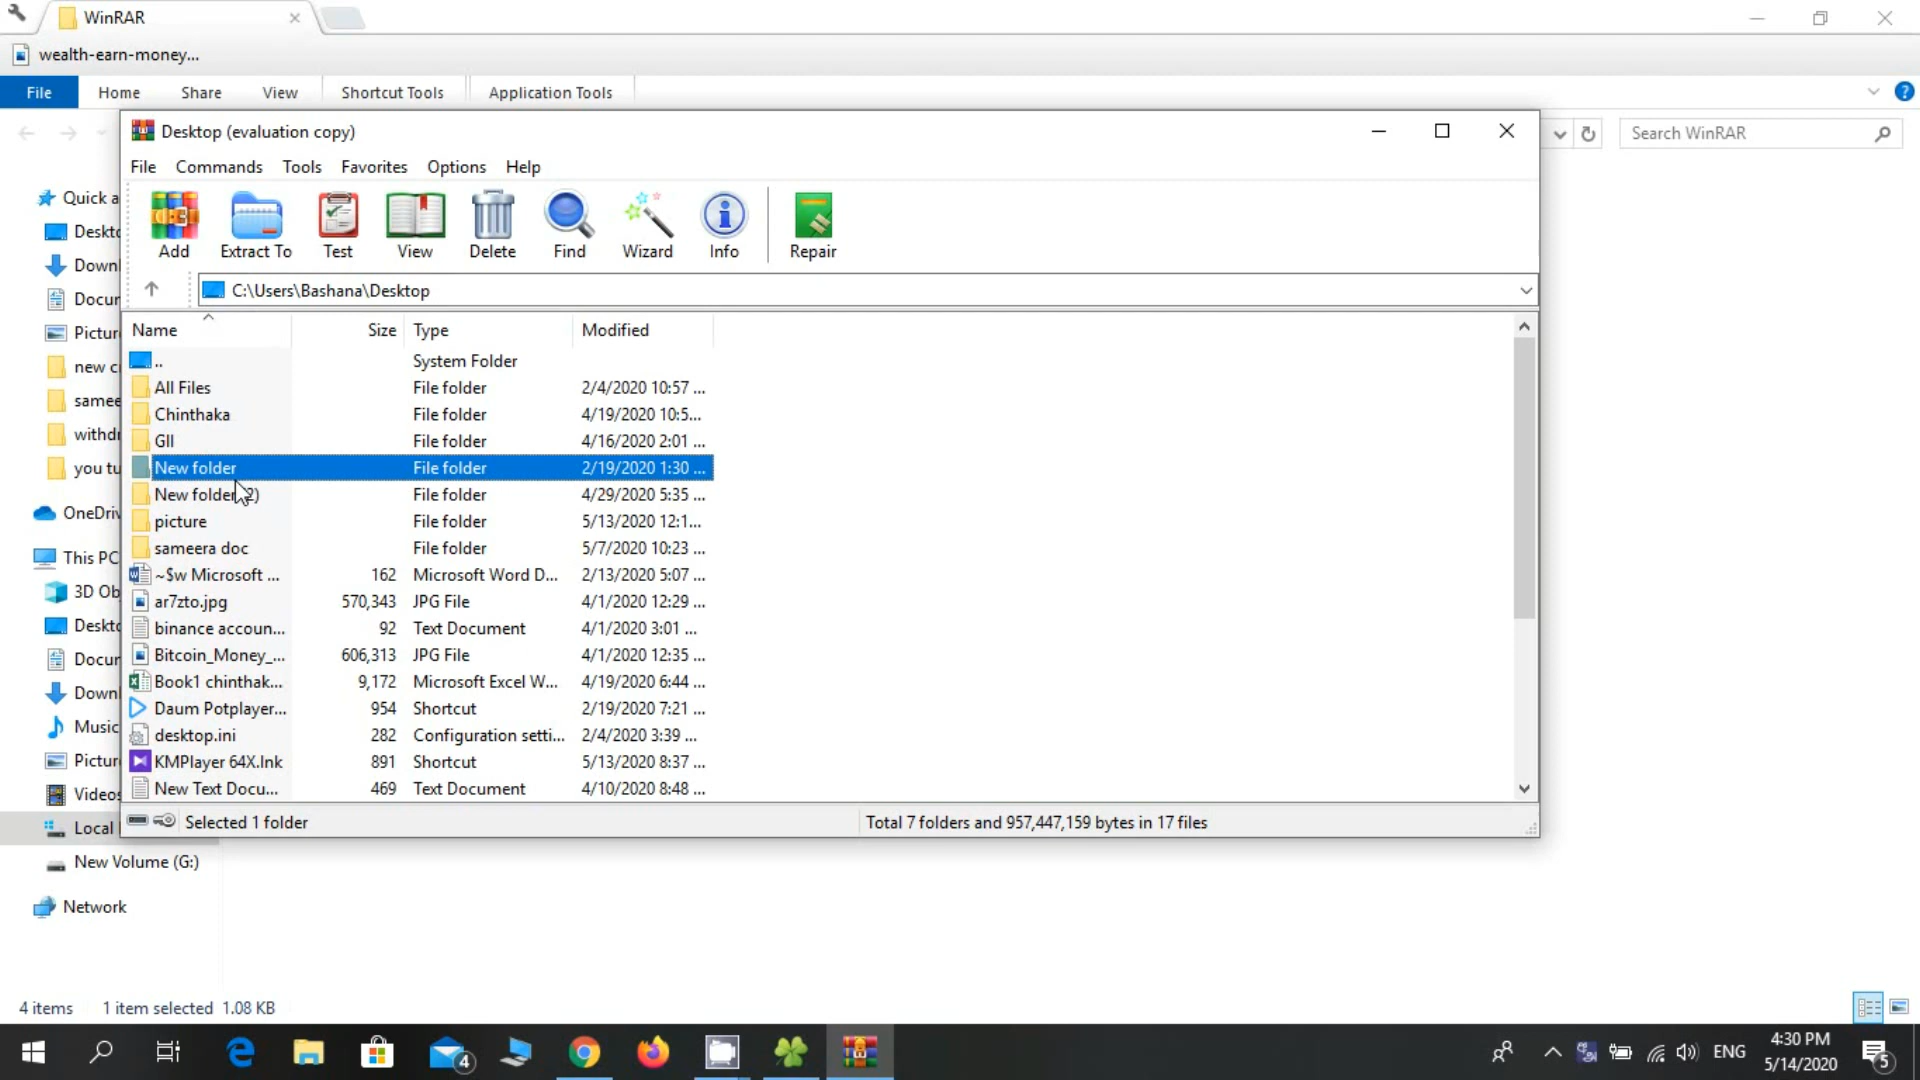 WinRAR
wealth-earn-money...
File Home Share View Shortcut Tools Application Tools
Desktop (evaluation copy)
Search WinRAR
File Commands Tools Favorites Options Help
Add Extract To Test View Delete Find Wizard Info Repair
C:\Users\Bashana\Desktop
Name Size Type Modified
.. System Folder
All Files File folder 2/4/2020 10:57 ...
Chinthaka File folder 4/19/2020 10:5...
GII File folder 4/16/2020 2:01 ...
New folder File folder 2/19/2020 1:30 ...
New folder 2) File folder 4/29/2020 5:35 ...
picture File folder 5/13/2020 12:1...
sameera doc File folder 5/7/2020 10:23 ...
~$w Microsoft ... 162 Microsoft Word D... 2/13/2020 5:07 ...
ar7zto.jpg 570,343 JPG File 4/1/2020 12:29 ...
binance accoun... 92 Text Document 4/1/2020 3:01 ...
Bitcoin_Money_... 606,313 JPG File 4/1/2020 12:35 ...
Book1 chinthak... 9,172 Microsoft Excel W... 4/19/2020 6:44 ...
Daum Potplayer... 954 Shortcut 2/19/2020 7:21 ...
desktop.ini 282 Configuration setti... 2/4/2020 3:39 ...
KMPlayer 64X.lnk 891 Shortcut 5/13/2020 8:37 ...
New Text Docu... 469 Text Document 4/10/2020 8:48 ...
Selected 1 folder Total 7 folders and 957,447,159 bytes in 17 files
Quick a
Deskto
Downl
Docur
Pictur
new c
samee
withdr
you tu
OneDriv
This PC
3D Ob
Deskto
Docur
Downl
Music
Pictur
Videos
Local
New Volume (G:)
Network
4 items 1 item selected 1.08 KB
4
ENG
4:30 PM
5/14/2020
5